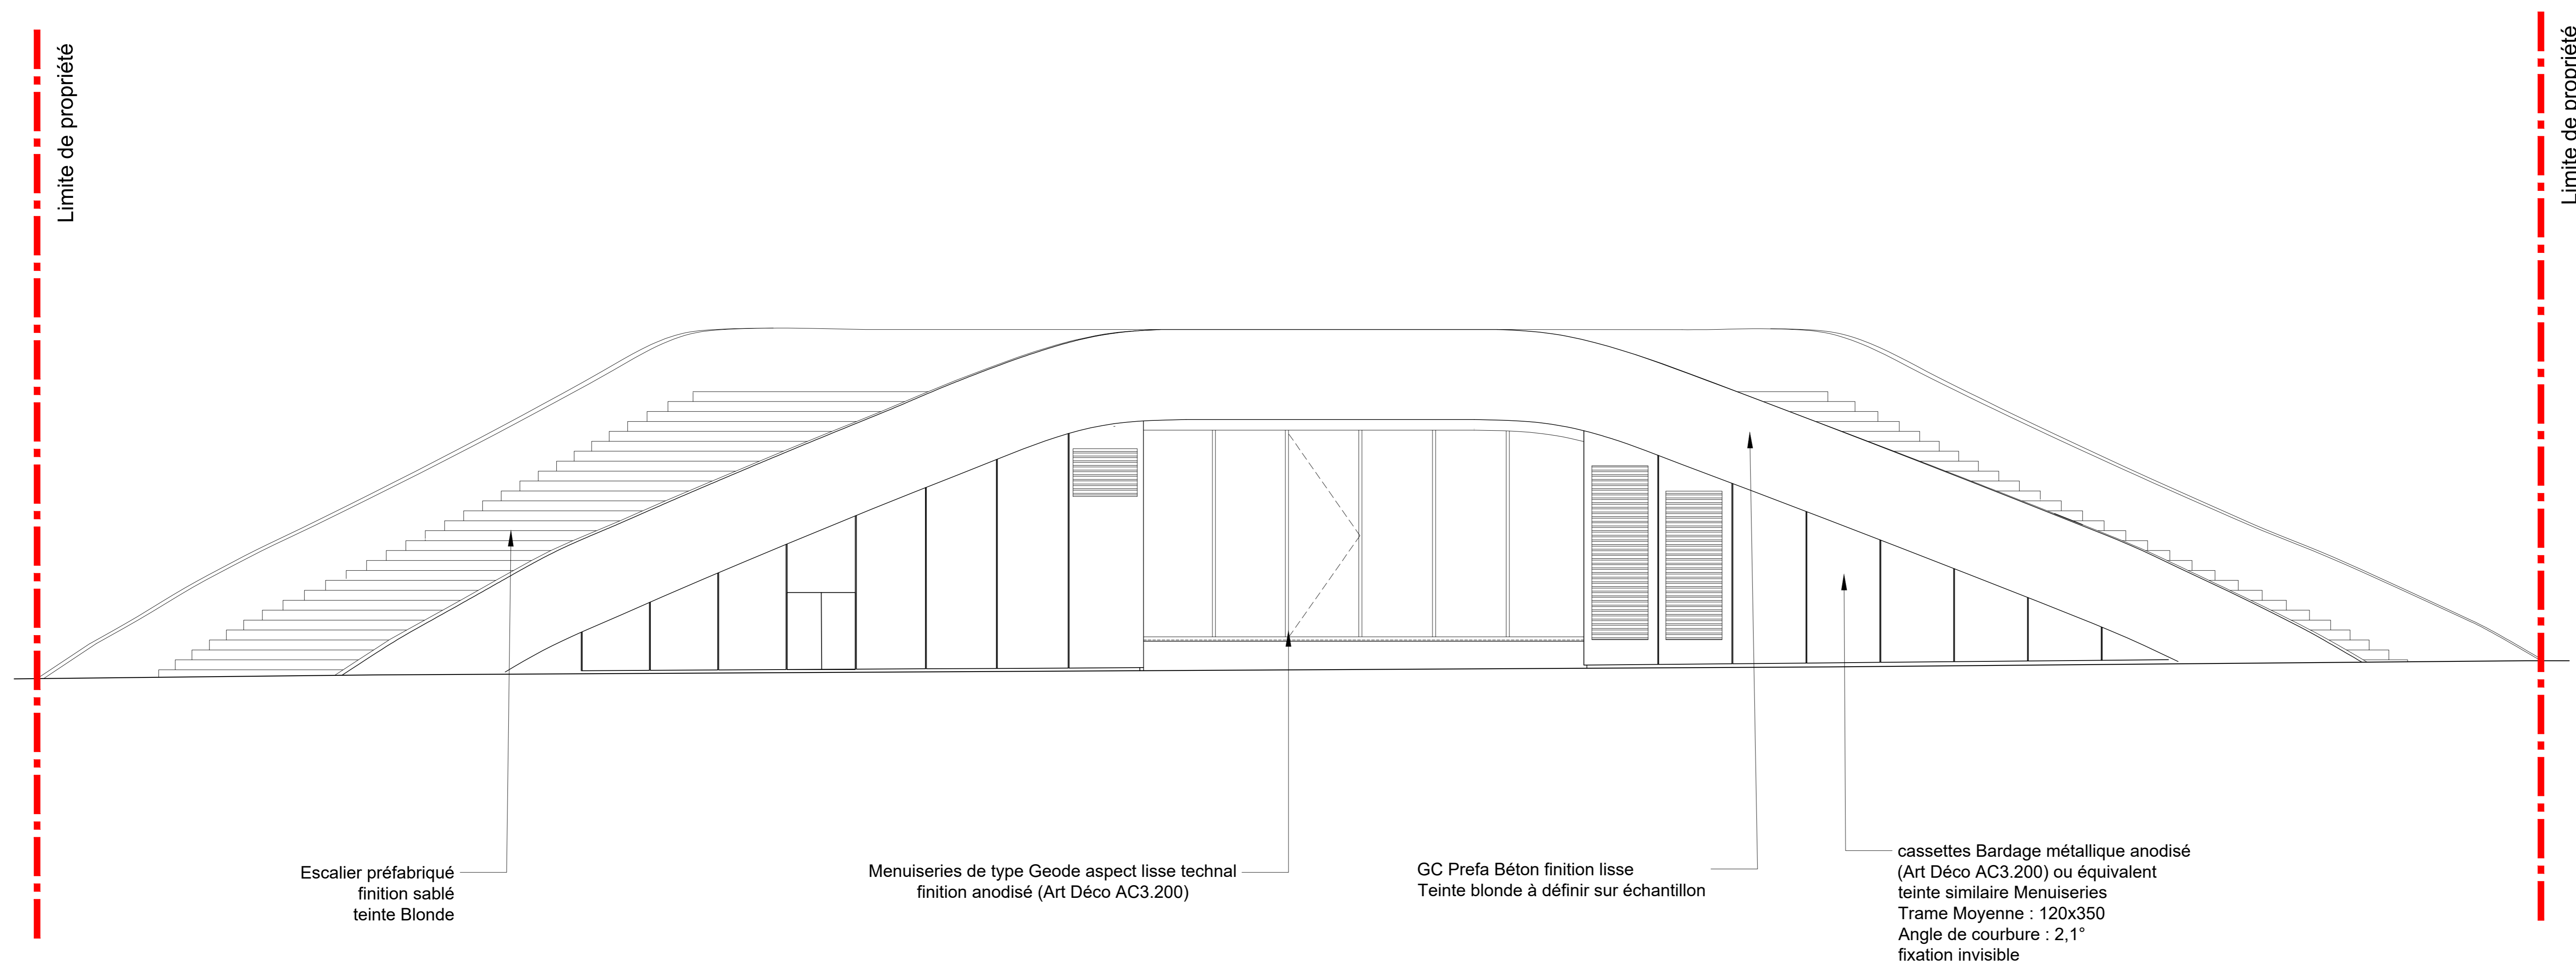 Limite de propriété
Limite de propriété
Escalier préfabriqué
finition sablé
teinte Blonde
Menuiseries de type Geode aspect lisse technal
finition anodisé (Art Déco AC3.200)
GC Prefa Béton finition lisse
Teinte blonde à définir sur échantillon
cassettes Bardage métallique anodisé
(Art Déco AC3.200) ou équivalent
teinte similaire Menuiseries
Trame Moyenne : 120x350
Angle de courbure : 2,1°
fixation invisible